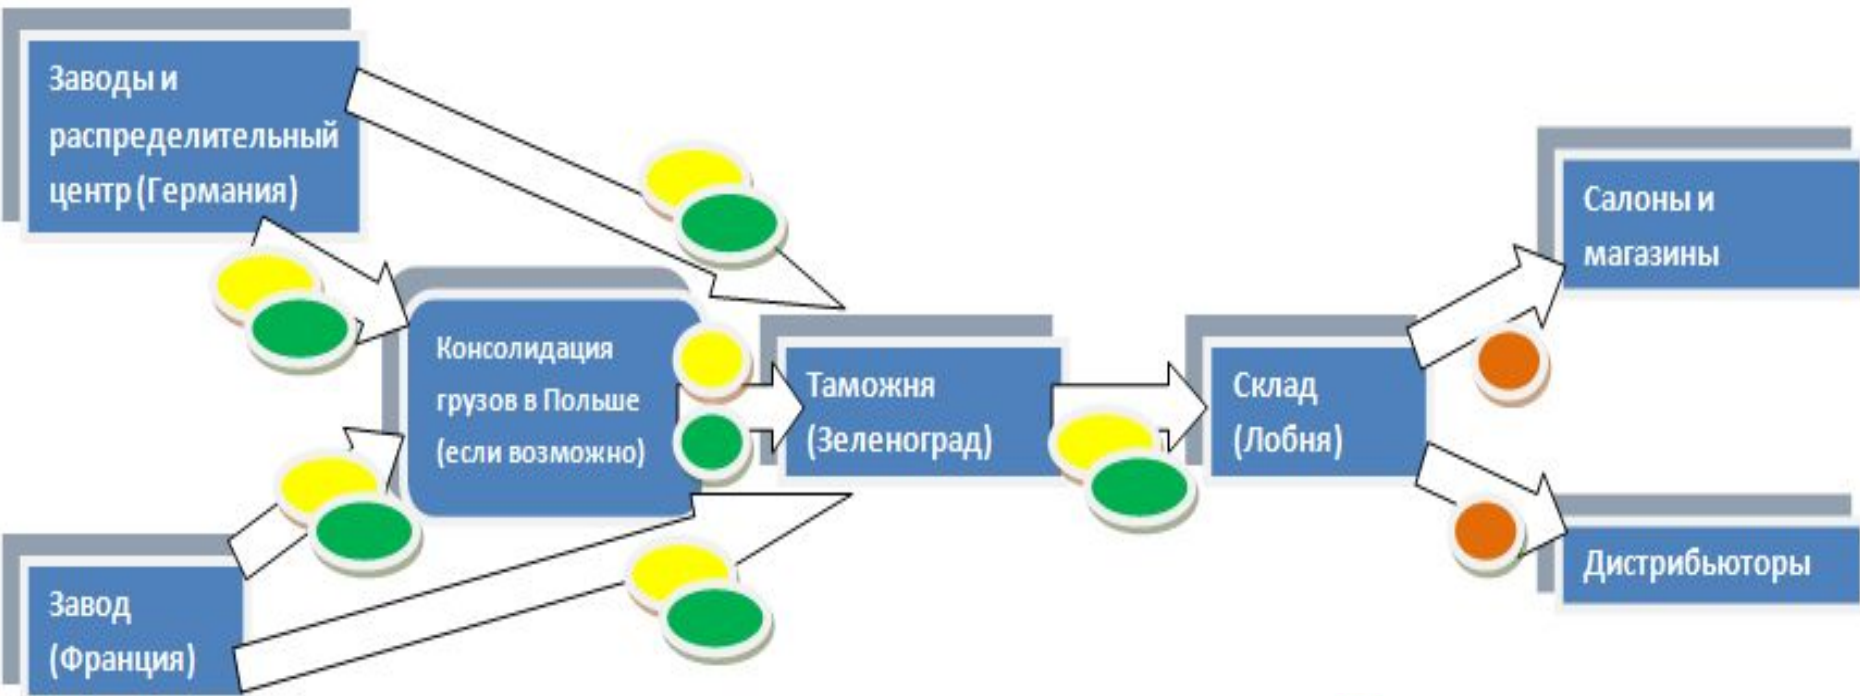 Заводы и
распределительный
центр (Германия)
Консолидация
грузов в Польше
(если возможно)
Завод
(Франция)
Таможня
(Зеленоград)
Склад
(Лобня)
Салоны и
магазины
Дистрибьюторы